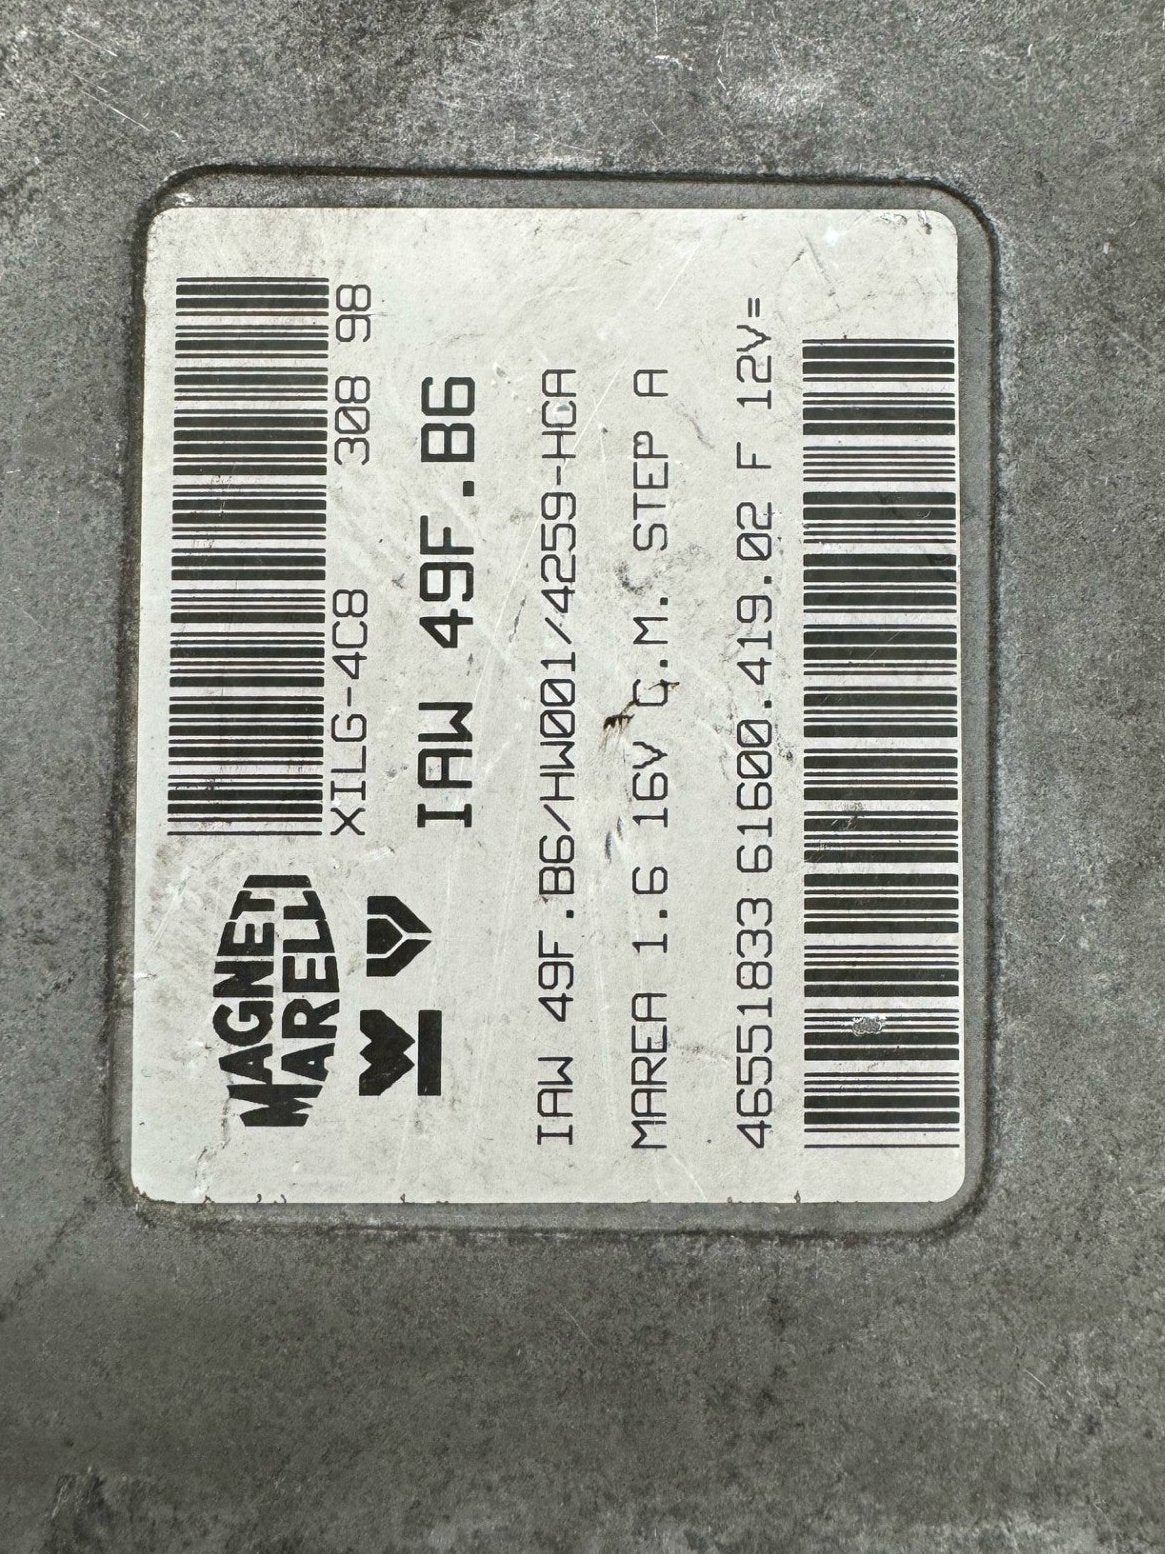 MAGNETI
MARELLI
XILG-4C8 308 98
IAW 49F.B6
IAW 49F.B6/HW001/4259-HCA
MAREA 1.6 16V C.M. STEP A
46551833 61600.419.02 F 12V=